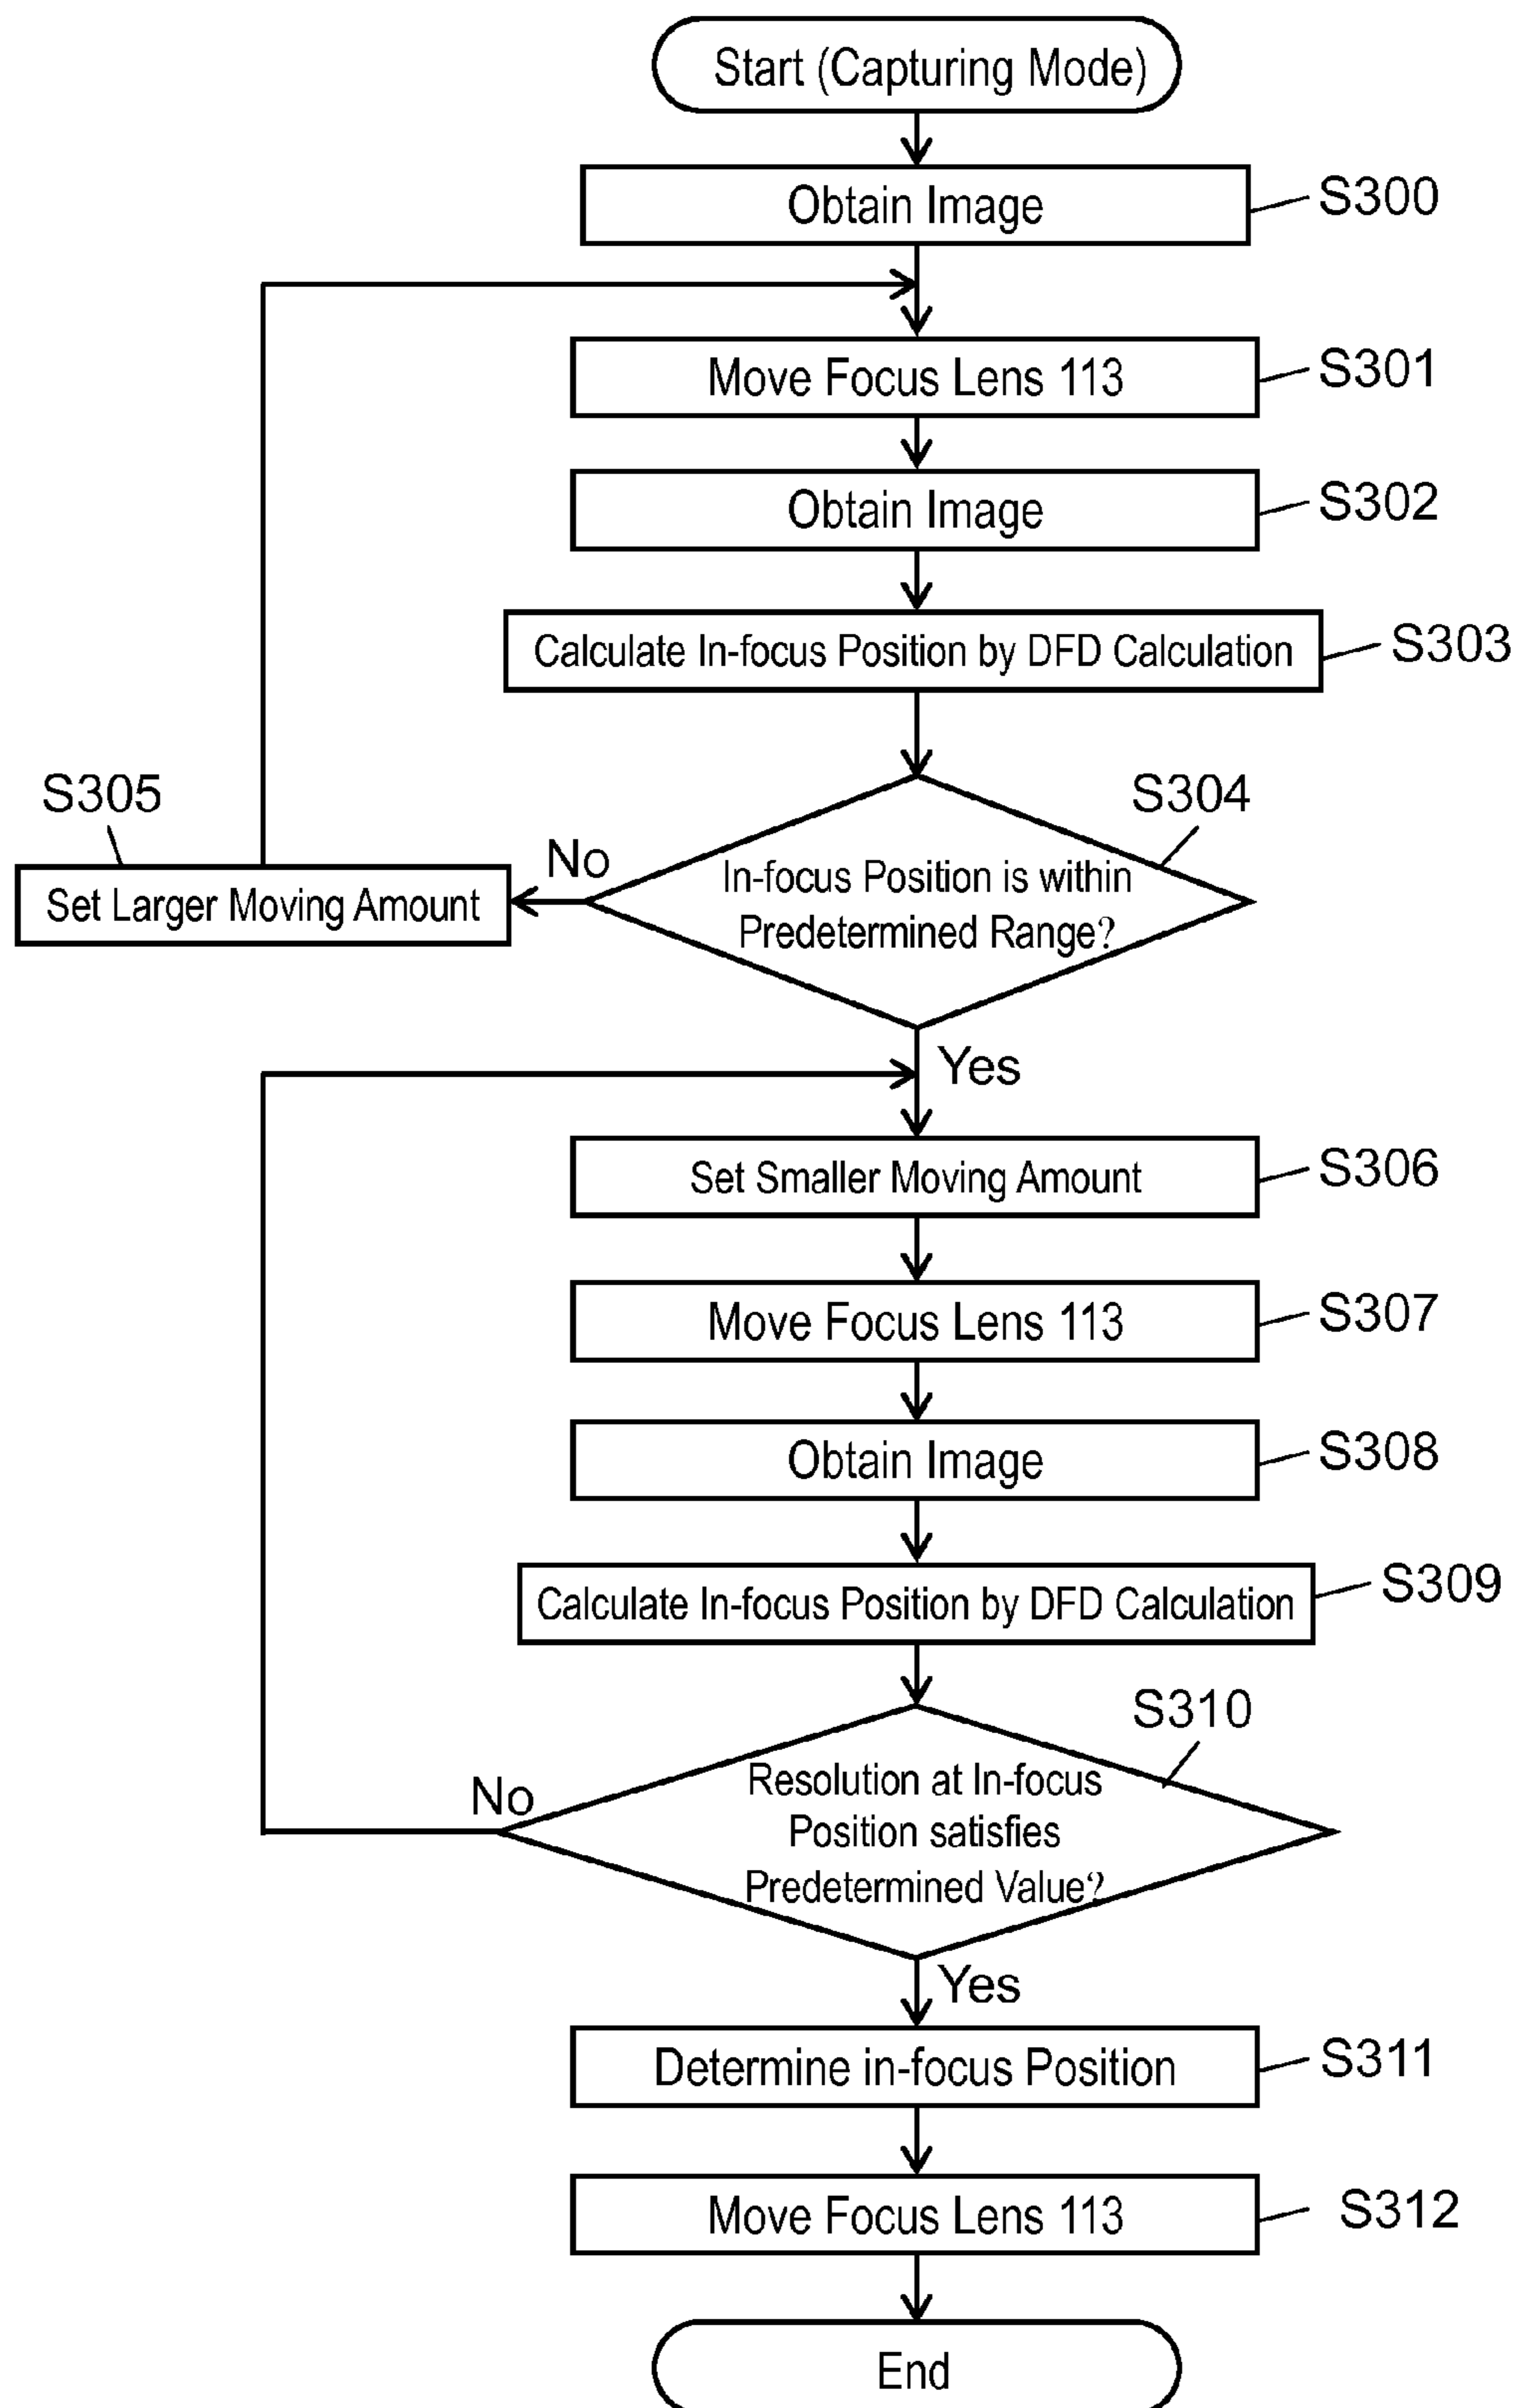 Start (Capturing Mode)
Obtain Image
S300
Move Focus Lens 113
S301
Obtain Image
S302
Calculate In-focus Position by DFD Calculation
S303
S304
In-focus Position is within
Predetermined Range?
No
S305
Set Larger Moving Amount
Yes
Set Smaller Moving Amount
S306
Move Focus Lens 113
S307
Obtain Image
S308
Calculate In-focus Position by DFD Calculation
S309
S310
Resolution at In-focus
Position satisfies
Predetermined Value?
No
Yes
Determine in-focus Position
S311
Move Focus Lens 113
S312
End